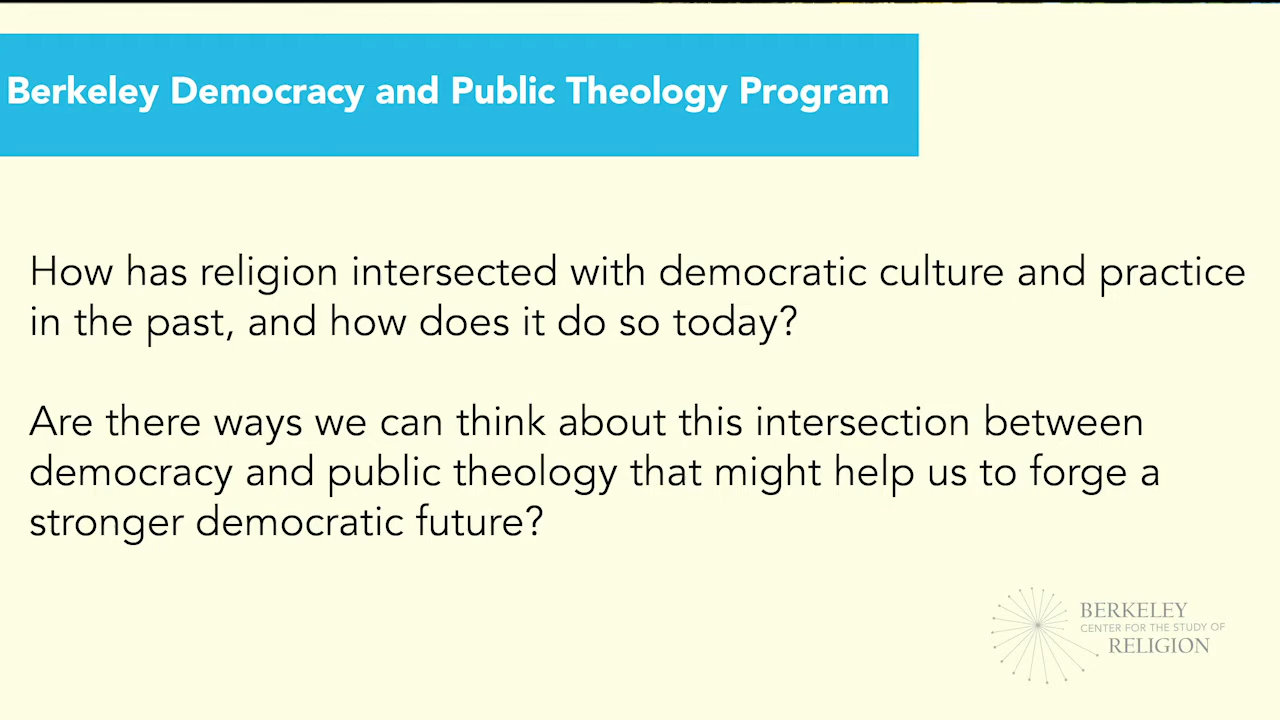 Berkeley Democracy and Public Theology Program
How has religion intersected with democratic culture and practice
in the past, and how does it do so today?
Are there ways we can think about this intersection between
democracy and public theology that might help us to forge a
stronger democratic future?
BERKELEY
CENTER FOR THE STUDY OF
RELIGION